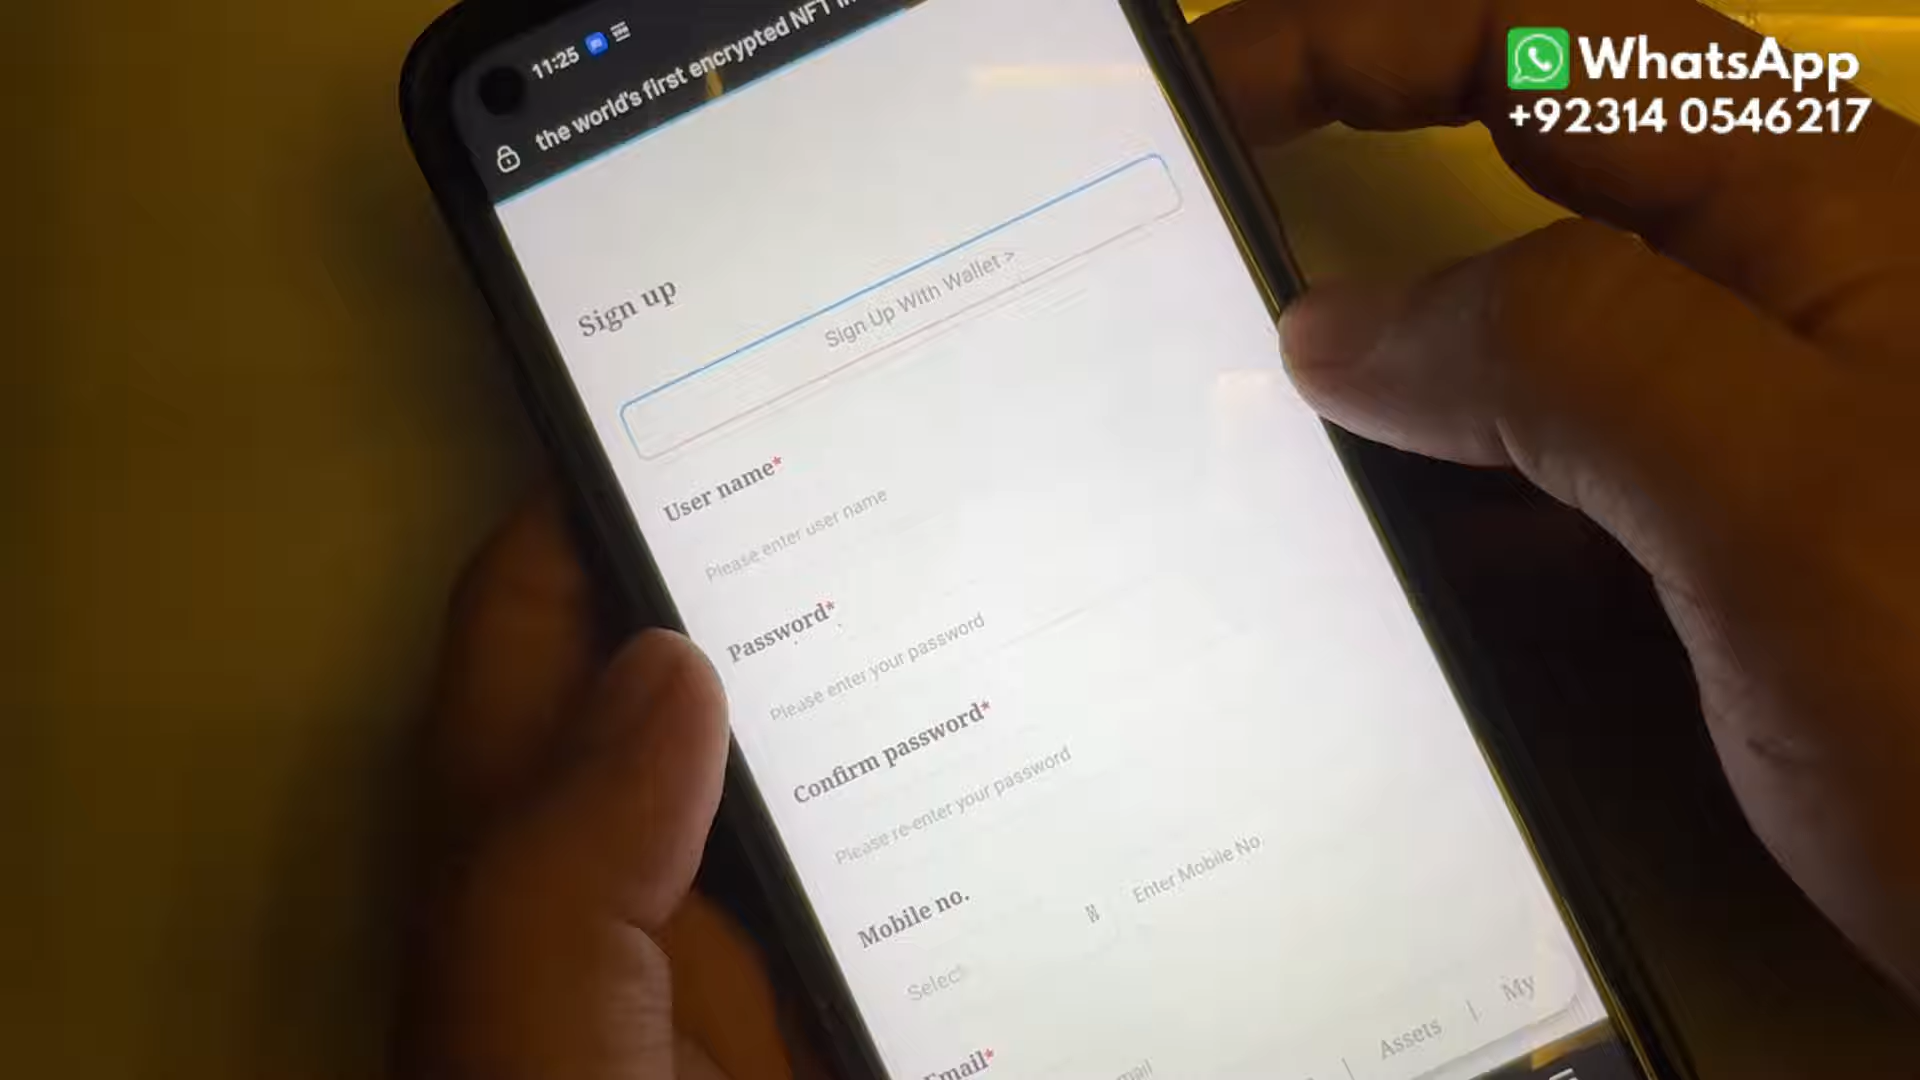 WhatsApp
+92314 0546217
11:25
the world's first encrypted NFT in
Sign up
Sign Up With Wallet >
User name*
Please enter user name
Password*
Please enter your password
Confirm password*
Please re-enter your password
Mobile no.
Select
Enter Mobile No.
Email*
Assets | My